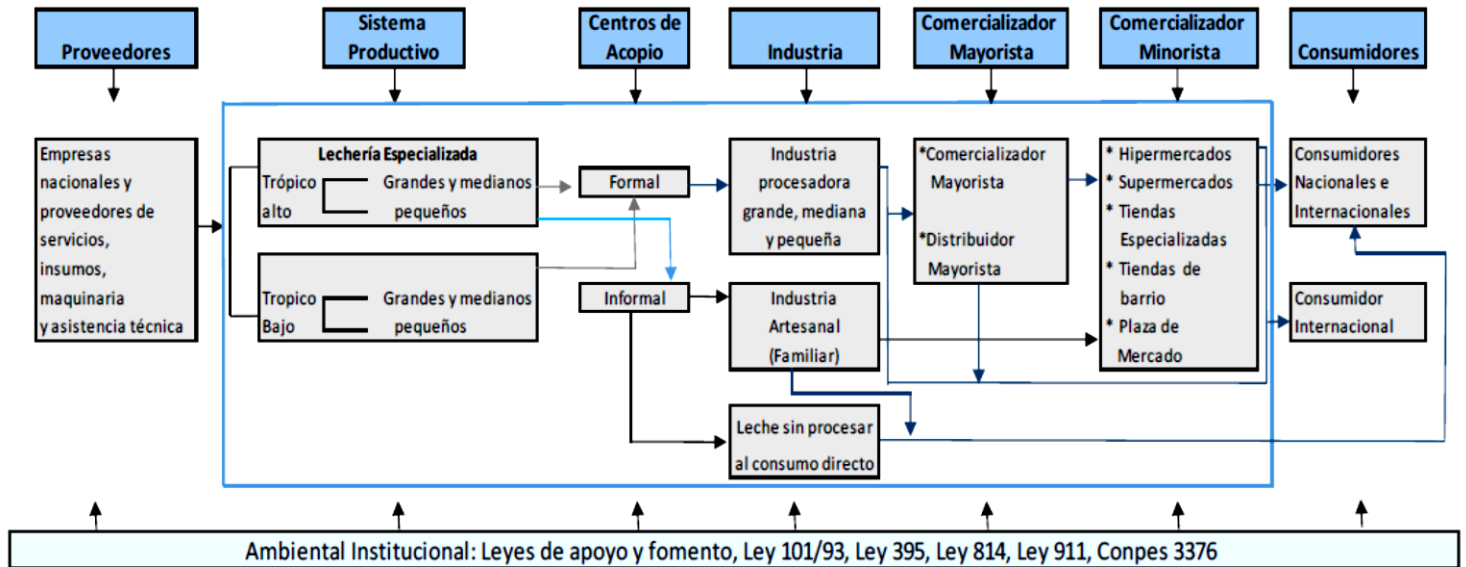 Proveedores
Sistema
Productivo
Centros de
Acopio
Industria
Comercializador
Mayorista
Comercializador
Minorista
Consumidores
Empresas
nacionales y
proveedores de
servicios,
insumos,
maquinaria
y asistencia técnica
Lechería Especializada
Trópico Grandes y medianos
alto pequeños
Tropico Grandes y medianos
Bajo pequeños
Formal
Informal
Industria
procesadora
grande, mediana
y pequeña
Industria
Artesanal
(Familiar)
Leche sin procesar
al consumo directo
*Comercializador
Mayorista
*Distribuidor
Mayorista
* Hipermercados
* Supermercados
* Tiendas
Especializadas
* Tiendas de
barrio
* Plaza de
Mercado
Consumidores
Nacionales e
Internacionales
Consumidor
Internacional
Ambiental Institucional: Leyes de apoyo y fomento, Ley 101/93, Ley 395, Ley 814, Ley 911, Conpes 3376